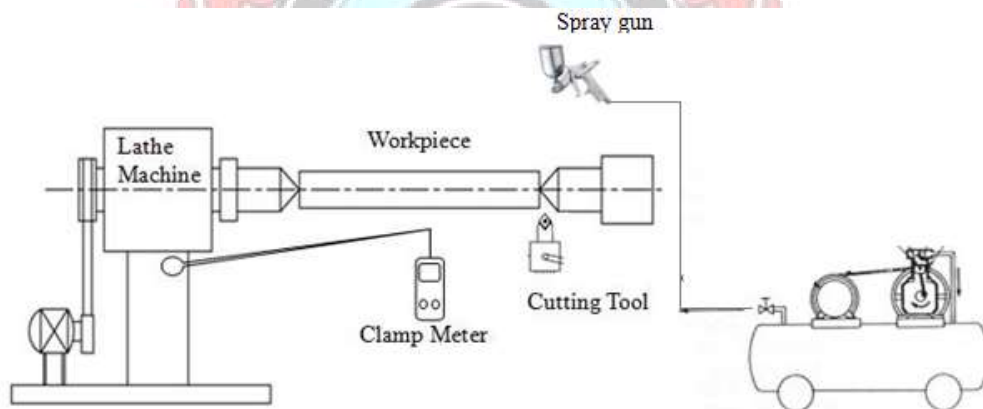 Spray gun
Lathe
Machine
Workpiece
Cutting Tool
Clamp Meter